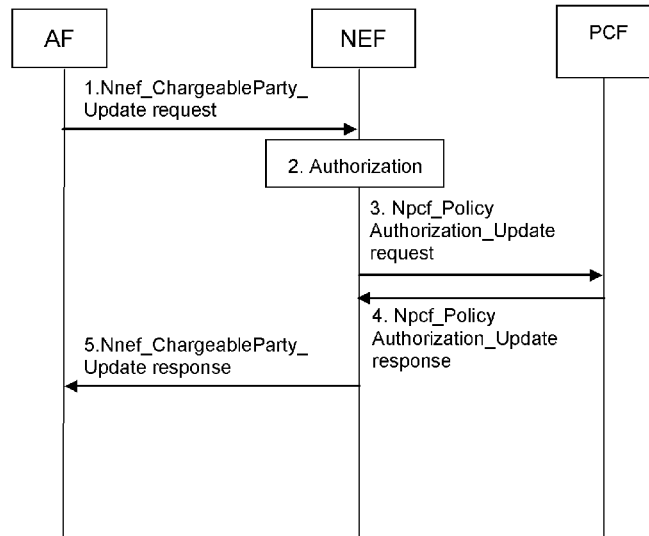 AF
NEF
PCF
1.Nnef_ChargeableParty_
Update request
2. Authorization
3. Npcf_Policy
Authorization_Update
request
4. Npcf_Policy
Authorization_Update
response
5.Nnef_ChargeableParty_
Update response